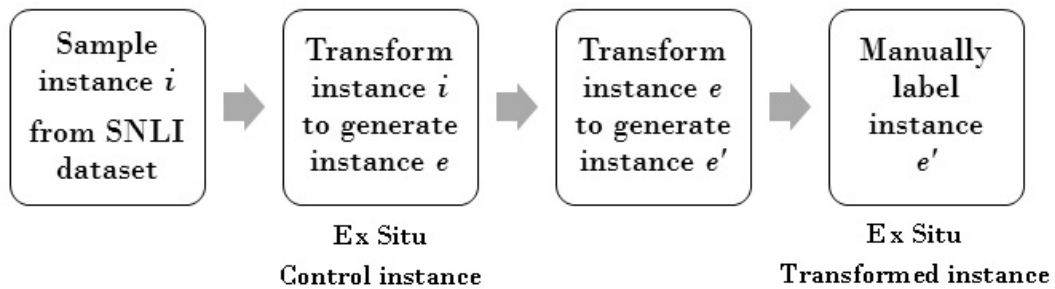 Sample
instance i
from SNLI
dataset
Transform
instance i
to generate
instance e
Transform
instance e
to generate
instance e′
Manually
label
instance
e′
Ex Situ
Control instance
Ex Situ
Transformed instance